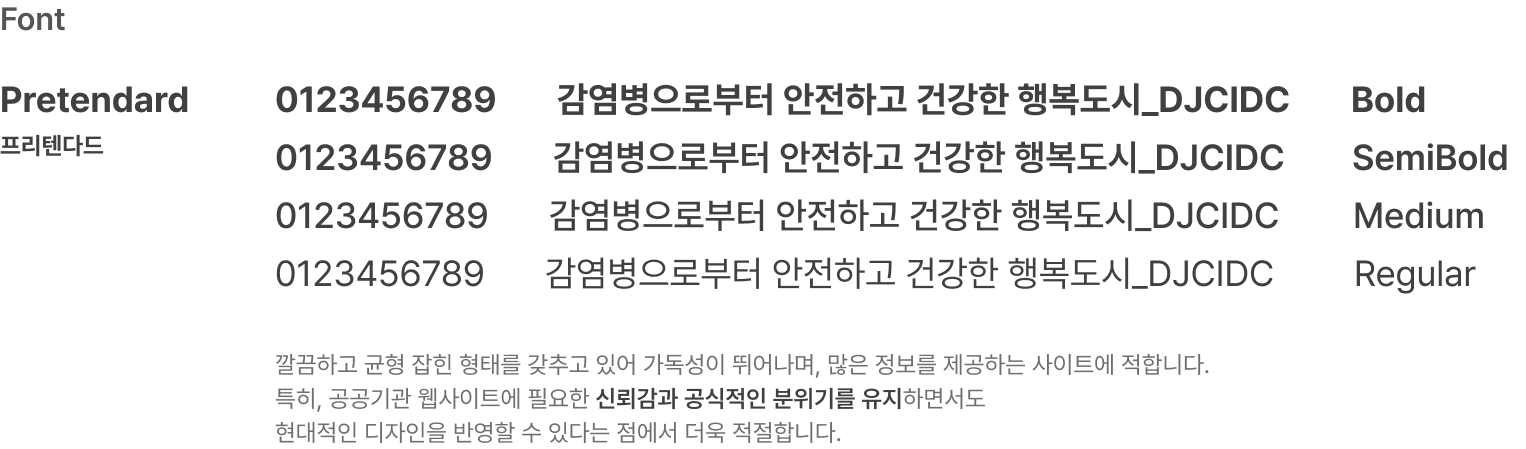 Font
Pretendard 0123456789 감염병으로부터 안전하고 건강한 행복도시_DJCIDC Bold
프리텐다드
0123456789 감염병으로부터 안전하고 건강한 행복도시_DJCIDC SemiBold
0123456789 감염병으로부터 안전하고 건강한 행복도시_DJCIDC Medium
0123456789 감염병으로부터 안전하고 건강한 행복도시_DJCIDC Regular
깔끔하고 균형 잡힌 형태를 갖추고 있어 가독성이 뛰어나며, 많은 정보를 제공하는 사이트에 적합니다.
특히, 공공기관 웹사이트에 필요한 신뢰감과 공식적인 분위기를 유지하면서도
현대적인 디자인을 반영할 수 있다는 점에서 더욱 적절합니다.